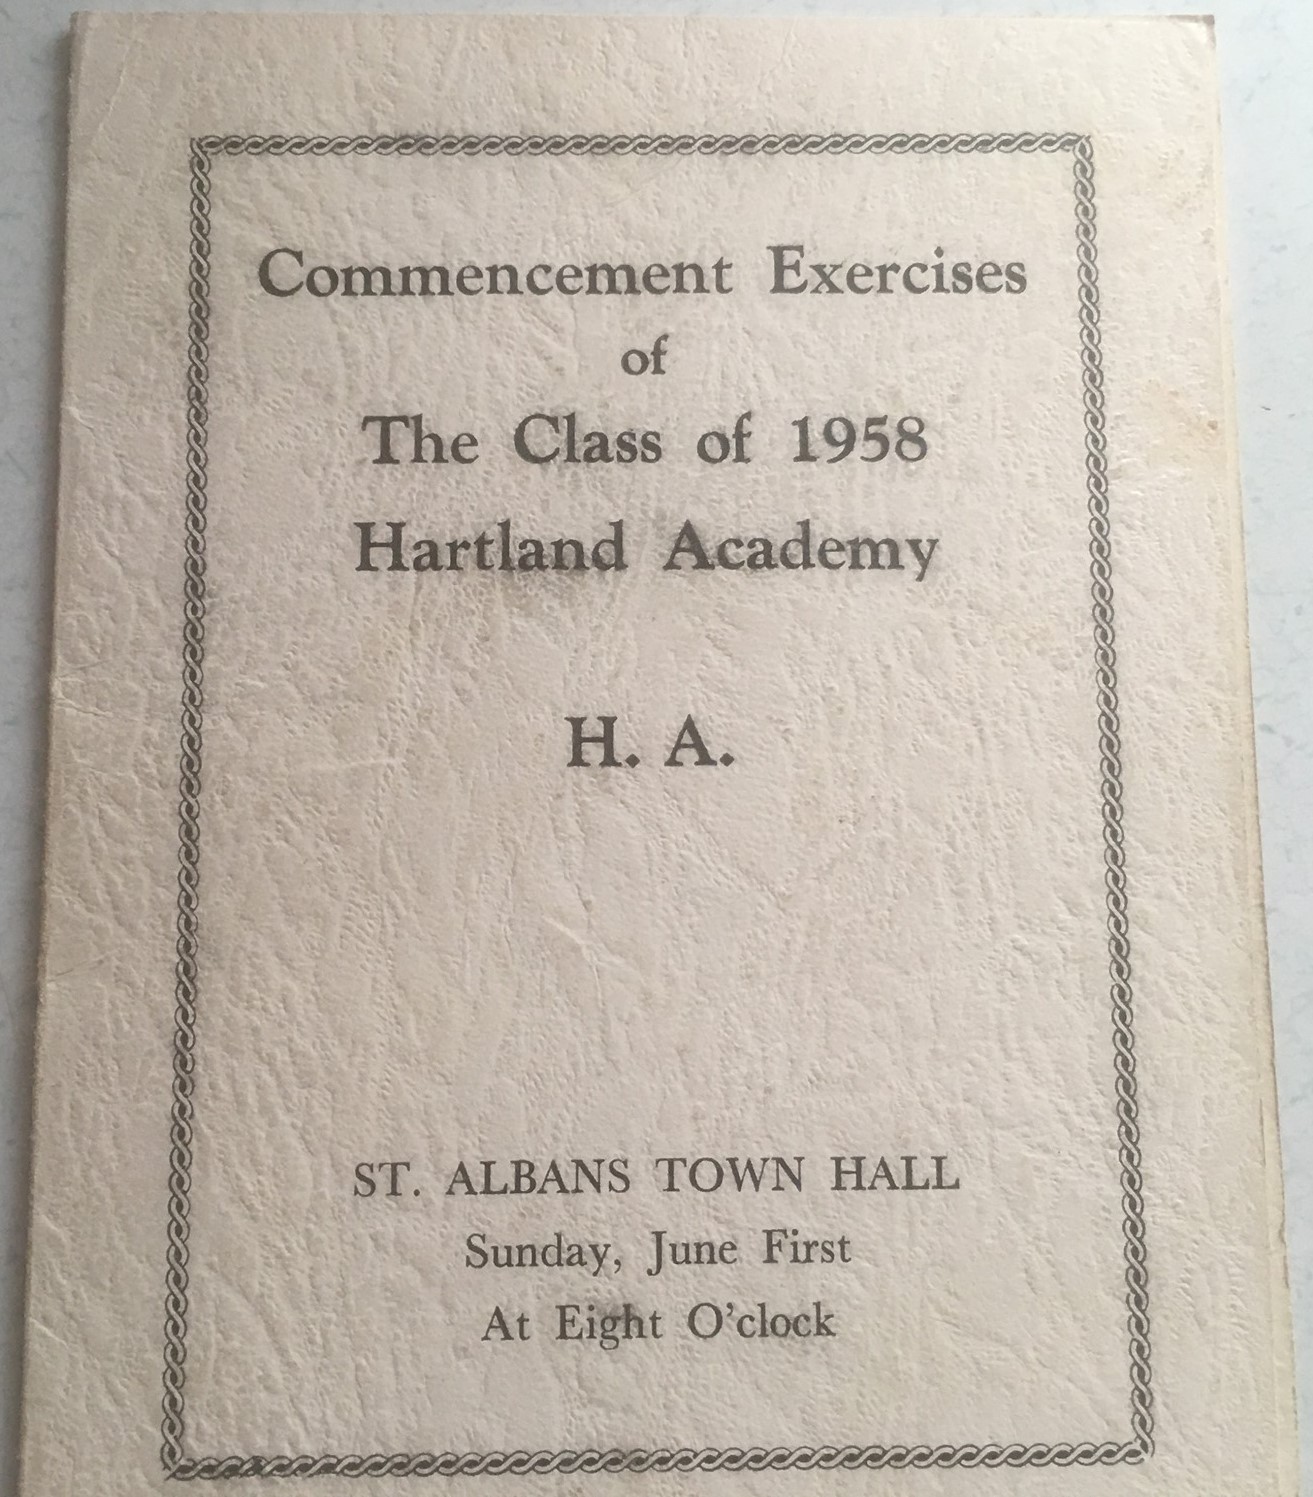 Commencement Exercises
of
The Class of 1958
Hartland Academy
H. A.
ST. ALBANS TOWN HALL
Sunday, June First
At Eight O'clock